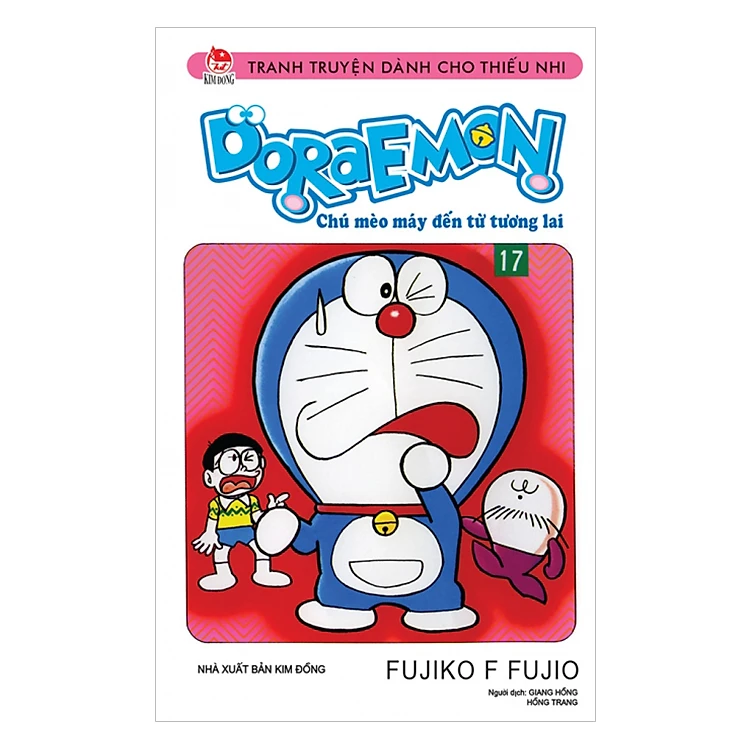 KIM ĐỒNG
TRANH TRUYỆN DÀNH CHO THIẾU NHI
DORAEMON
Chú mèo máy đến từ tương lai
17
NHÀ XUẤT BẢN KIM ĐỒNG
FUJIKO F FUJIO
Người dịch: GIANG HỒNG
HỒNG TRANG